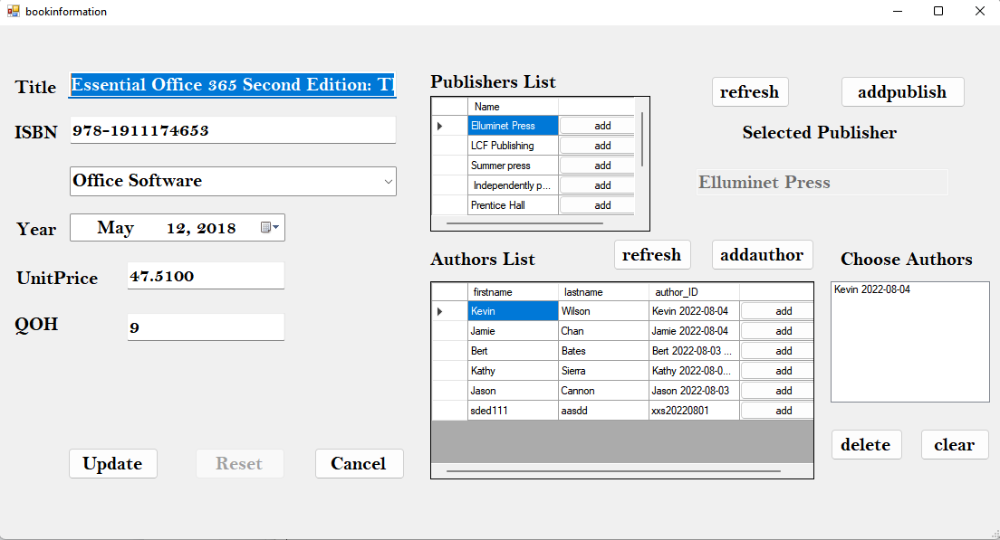 bookinformation
Title
Essential Office 365 Second Edition: Tl
ISBN
978-1911174653
Office Software
Year
May 12, 2018
UnitPrice
47.5100
QOH
9
Update
Reset
Cancel
Publishers List
Name
Elluminet Press add
LCF Publishing add
Summer press add
Independently p... add
Prentice Hall add
refresh
addpublish
Selected Publisher
Elluminet Press
Authors List
refresh
addauthor
firstname lastname author_ID
Kevin Wilson Kevin 2022-08-04 add
Jamie Chan Jamie 2022-08-04 add
Bert Bates Bert 2022-08-03 ... add
Kathy Sierra Kathy 2022-08-0... add
Jason Cannon Jason 2022-08-03 add
sded111 aasdd xxs20220801 add
Choose Authors
Kevin 2022-08-04
delete
clear